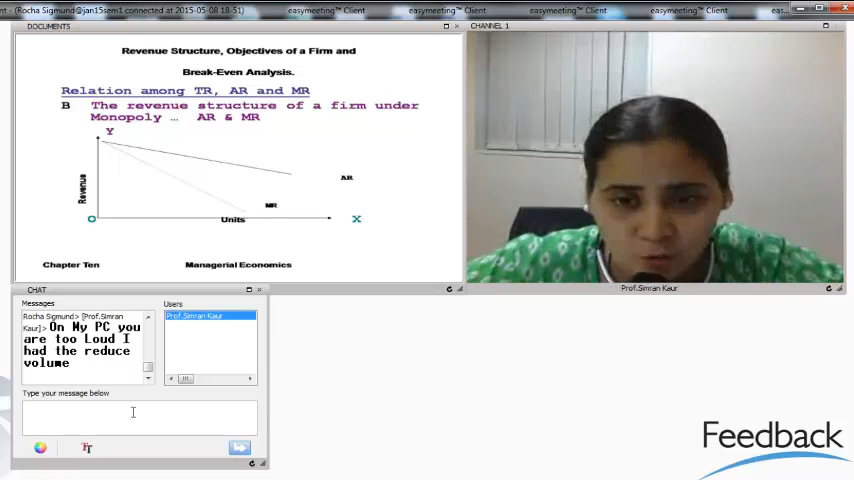 nt - (Rocha Sigmund@jan15sem1 connected at 2015-05-08 18-51)
easymeeting™ Client
easymeeting™ Client
easymeeting™ Client
easymeeting™ Client
eas
DOCUMENTS
Revenue Structure, Objectives of a Firm and
Break-Even Analysis.
Relation among TR, AR and MR
B The revenue structure of a firm under
Monopoly … AR & MR
Y
Revenue
AR
MR
O
Units
X
Chapter Ten
Managerial Economics
CHANNEL 1
Prof.Simran Kaur
CHAT
Messages
Rocha Sigmund> [Prof.Simran
Kaur]> On My PC you
are too Loud I
had the reduce
volume
Users
Prof.Simran Kaur
Type your message below
TT
Feedback